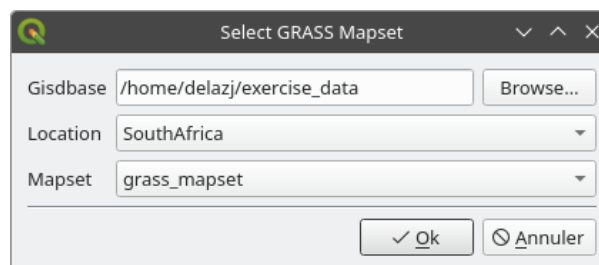 Select GRASS Mapset
Gisdbase /home/delazj/exercise_data Browse...
Location SouthAfrica
Mapset grass_mapset
Ok Annuler